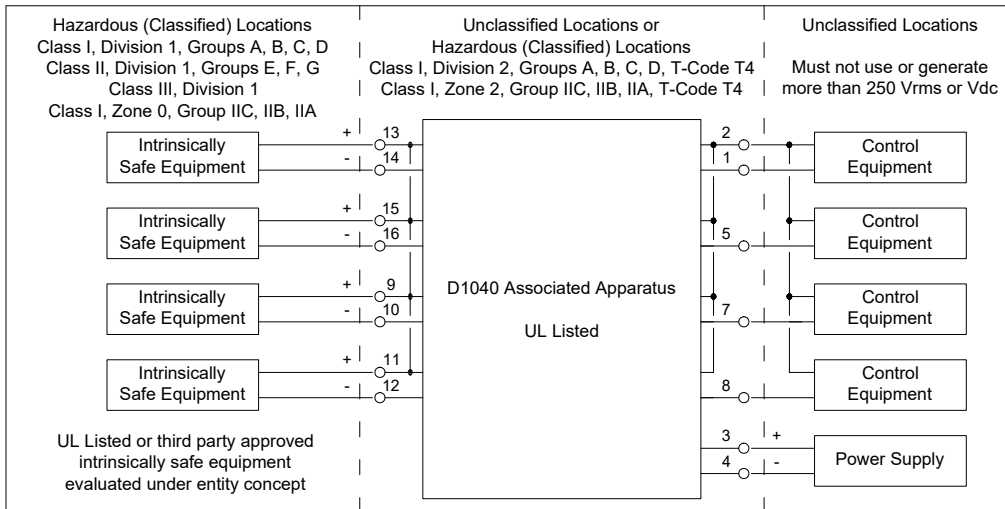 Hazardous (Classified) Locations
Class I, Division 1, Groups A, B, C, D
Class II, Division 1, Groups E, F, G
Class III, Division 1
Class I, Zone 0, Group IIC, IIB, IIA
Unclassified Locations or
Hazardous (Classified) Locations
Class I, Division 2, Groups A, B, C, D, T-Code T4
Class I, Zone 2, Group IIC, IIB, IIA, T-Code T4
Unclassified Locations
Must not use or generate
more than 250 Vrms or Vdc
Intrinsically
Safe Equipment
+ 13
- 14
Intrinsically
Safe Equipment
+ 15
- 16
Intrinsically
Safe Equipment
+ 9
- 10
Intrinsically
Safe Equipment
+ 11
- 12
UL Listed or third party approved
intrinsically safe equipment
evaluated under entity concept
D1040 Associated Apparatus
UL Listed
2
1
Control
Equipment
5
Control
Equipment
7
Control
Equipment
8
Control
Equipment
3 +
4 -
Power Supply